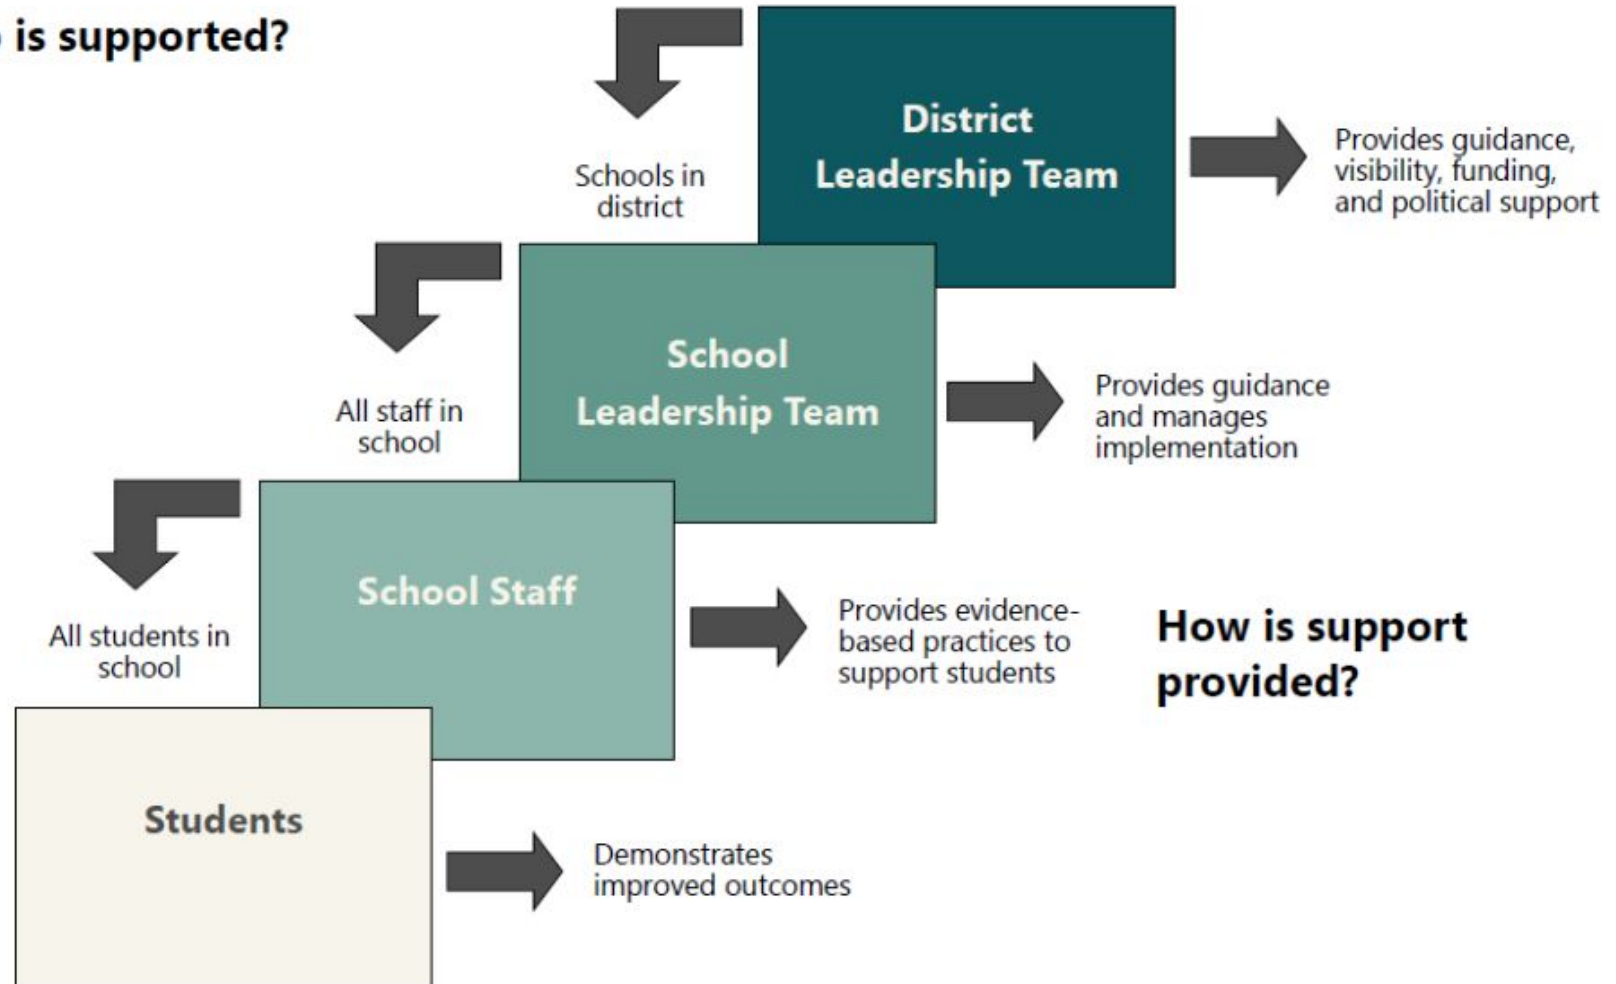 is supported?
District
Leadership Team
Schools in
district
Provides guidance,
visibility, funding,
and political support
School
Leadership Team
All staff in
school
Provides guidance
and manages
implementation
School Staff
All students in
school
Provides evidence-
based practices to
support students
How is support
provided?
Students
Demonstrates
improved outcomes